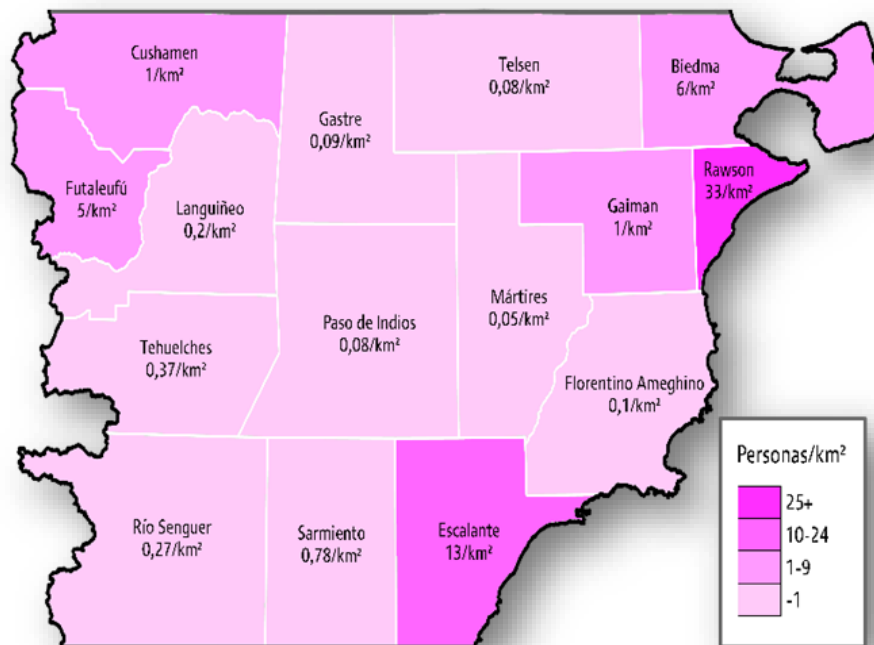 Cushamen
1/km²
Telsen
0,08/km²
Biedma
6/km²
Gastre
0,09/km²
Rawson
33/km²
Futaleufú
5/km²
Languiñeo
0,2/km²
Gaiman
1/km²
Mártires
0,05/km²
Paso de Indios
0,08/km²
Tehuelches
0,37/km²
Florentino Ameghino
0,1/km²
Río Senguer
0,27/km²
Sarmiento
0,78/km²
Escalante
13/km²
Personas/km²
25+
10-24
1-9
-1